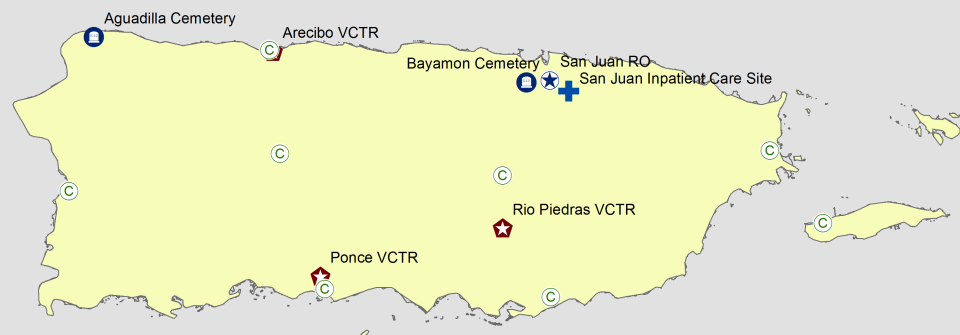 Aguadilla Cemetery
Arecibo VCTR
C
San Juan RO
Bayamon Cemetery
San Juan Inpatient Care Site
C
C
C
C
Rio Piedras VCTR
C
Ponce VCTR
C
C